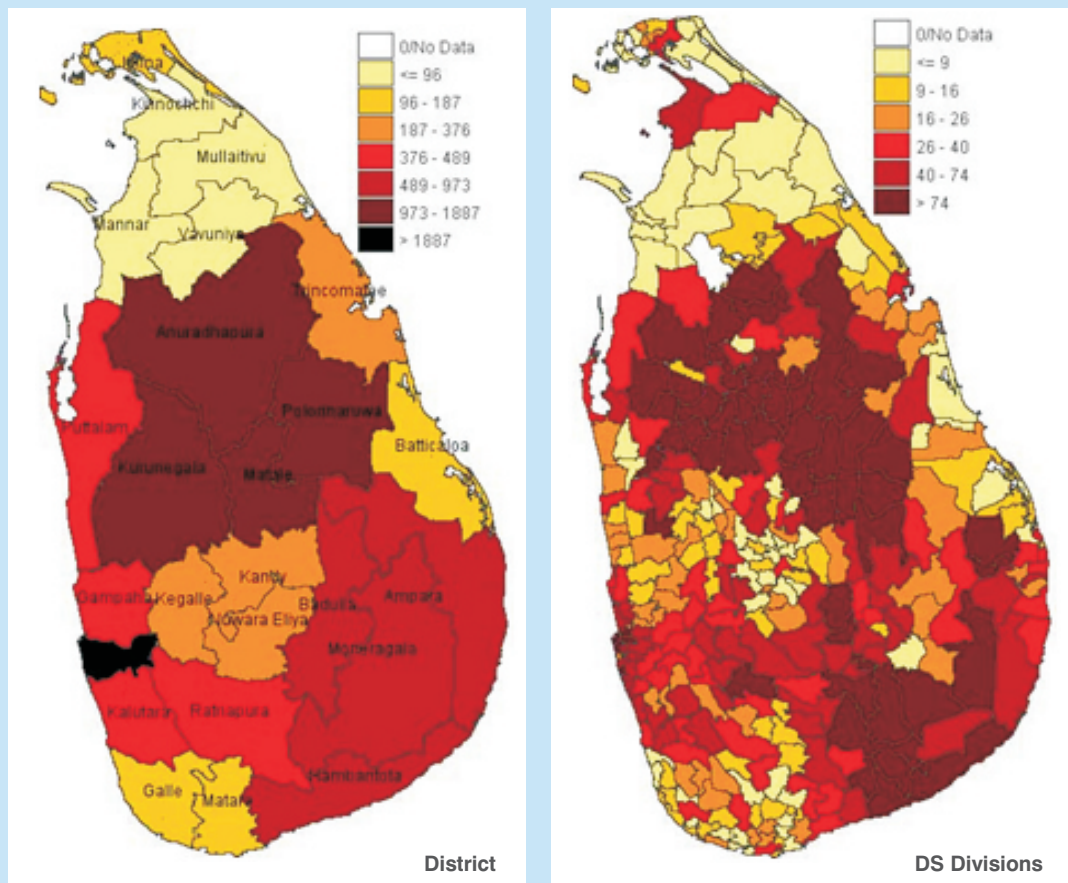 0/No Data
<= 96
96 - 187
187 - 376
376 - 489
489 - 973
973 - 1887
> 1887
Kilinochchi
Mullaitivu
Mannar
Vavuniya
Trincomalee
Anuradhapura
Polonnaruwa
Puttalam
Batticaloa
Kurunegala
Matale
Kandy
Gampaha
Kegalle
Badulla
Ampara
Nuwara Eliya
Moneragala
Kalutara
Ratnapura
Hambantota
Galle
Matara
District
0/No Data
<= 9
9 - 16
16 - 26
26 - 40
40 - 74
> 74
DS Divisions